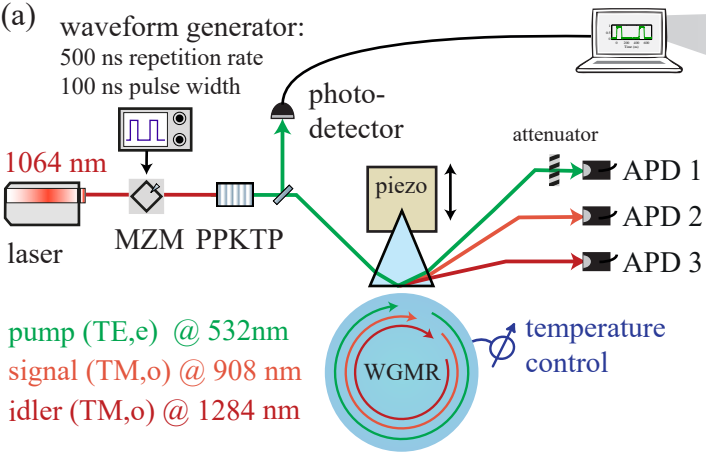 (a)
waveform generator:
500 ns repetition rate
100 ns pulse width
photo-
detector
attenuator
1064 nm
piezo
APD 1
APD 2
APD 3
laser
MZM
PPKTP
pump (TE,e) @ 532nm
signal (TM,o) @ 908 nm
idler (TM,o) @ 1284 nm
WGMR
temperature
control